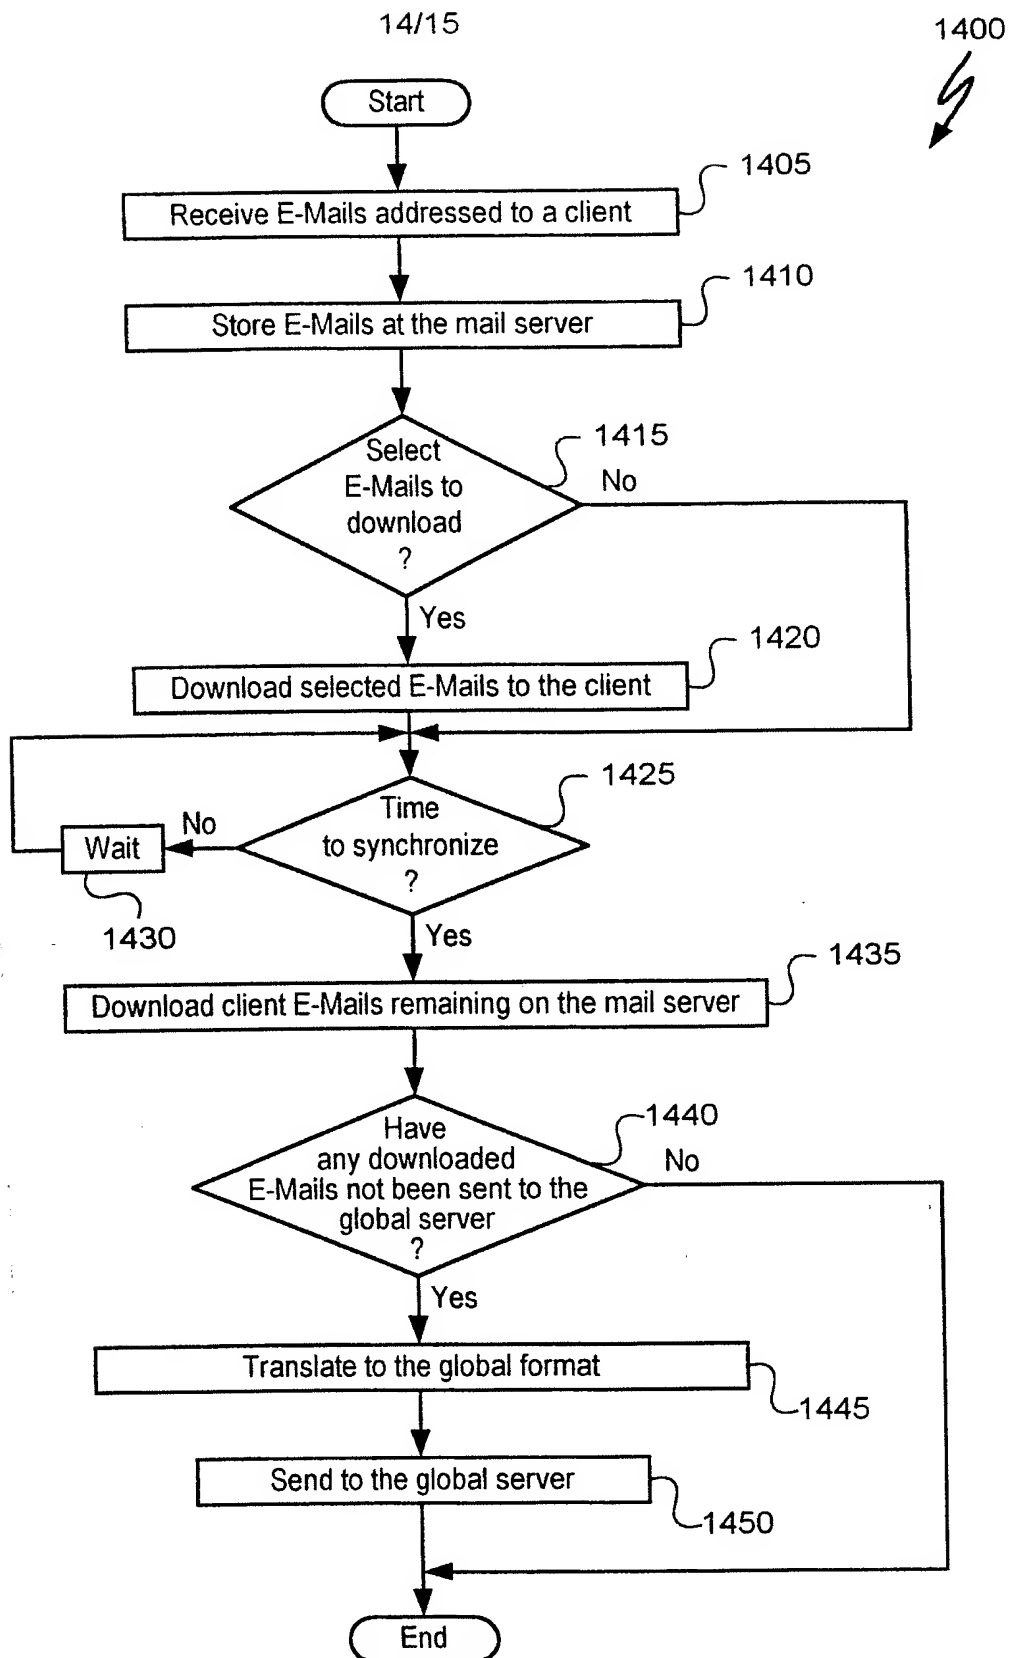 14/15
1400
Start
1405
Receive E-Mails addressed to a client
1410
Store E-Mails at the mail server
1415
Select
E-Mails to
download
?
No
Yes
1420
Download selected E-Mails to the client
1425
Time
to synchronize
?
No
Wait
1430
Yes
1435
Download client E-Mails remaining on the mail server
1440
Have
any downloaded
E-Mails not been sent to the
global server
?
No
Yes
Translate to the global format
1445
Send to the global server
1450
End